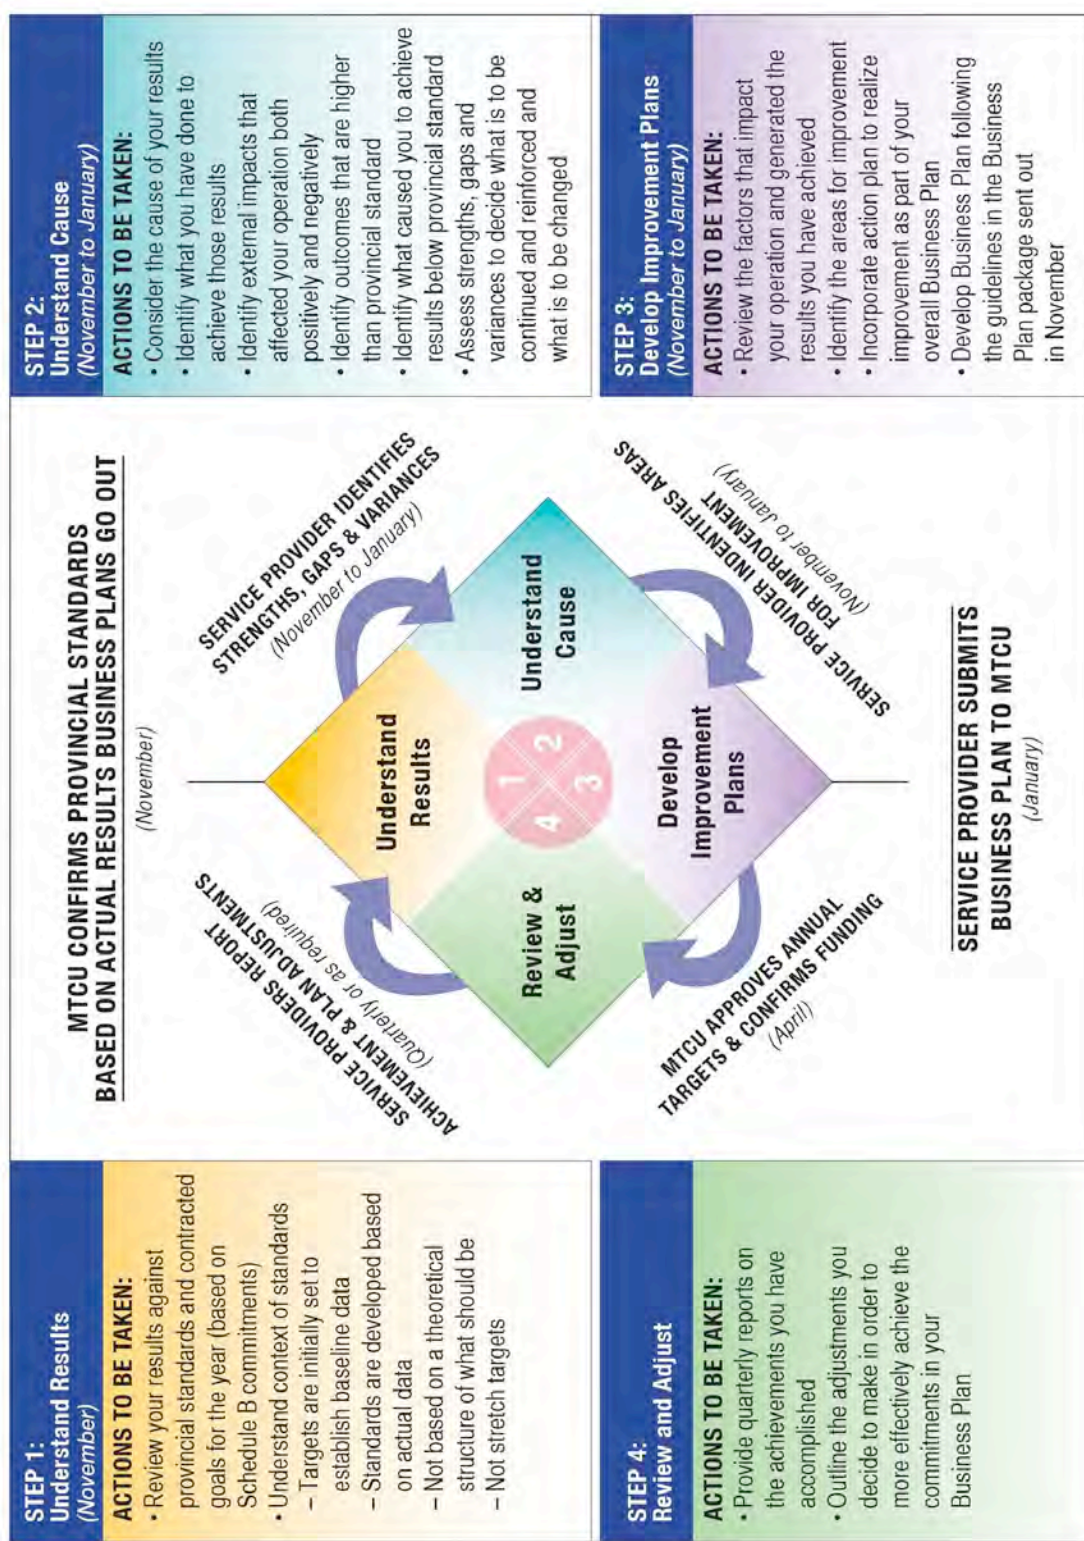 STEP 1:
Understand Results
(November)
ACTIONS TO BE TAKEN:
• Review your results against
provincial standards and contracted
goals for the year (based on
Schedule B commitments)
• Understand context of standards
– Targets are initially set to
establish baseline data
– Standards are developed based
on actual data
– Not based on a theoretical
structure of what should be
– Not stretch targets
MTCU CONFIRMS PROVINCIAL STANDARDS
BASED ON ACTUAL RESULTS BUSINESS PLANS GO OUT
(November)
STEP 2:
Understand Cause
(November to January)
ACTIONS TO BE TAKEN:
• Consider the cause of your results
• Identify what you have done to
achieve those results
• Identify external impacts that
affected your operation both
positively and negatively
• Identify outcomes that are higher
than provincial standard
• Identify what caused you to achieve
results below provincial standard
• Assess strengths, gaps and
variances to decide what is to be
continued and reinforced and
what is to be changed
SERVICE PROVIDERS REPORT
ACHIEVEMENT & PLAN ADJUSTMENTS
(Quarterly or as required)
SERVICE PROVIDER IDENTIFIES
STRENGTHS, GAPS & VARIANCES
(November to January)
Understand
Results
Review &
Adjust
1
2
3
4
Understand
Cause
Develop
Improvement
Plans
MTCU APPROVES ANNUAL
TARGETS & CONFIRMS FUNDING
(April)
SERVICE PROVIDER INDENTIFIES AREAS
FOR IMPROVEMENT
(November to January)
STEP 4:
Review and Adjust
ACTIONS TO BE TAKEN:
• Provide quarterly reports on
the achievements you have
accomplished
• Outline the adjustments you
decide to make in order to
more effectively achieve the
commitments in your
Business Plan
SERVICE PROVIDER SUBMITS
BUSINESS PLAN TO MTCU
(January)
STEP 3:
Develop Improvement Plans
(November to January)
ACTIONS TO BE TAKEN:
• Review the factors that impact
your operation and generated the
results you have achieved
• Identify the areas for improvement
• Incorporate action plan to realize
improvement as part of your
overall Business Plan
• Develop Business Plan following
the guidelines in the Business
Plan package sent out
in November